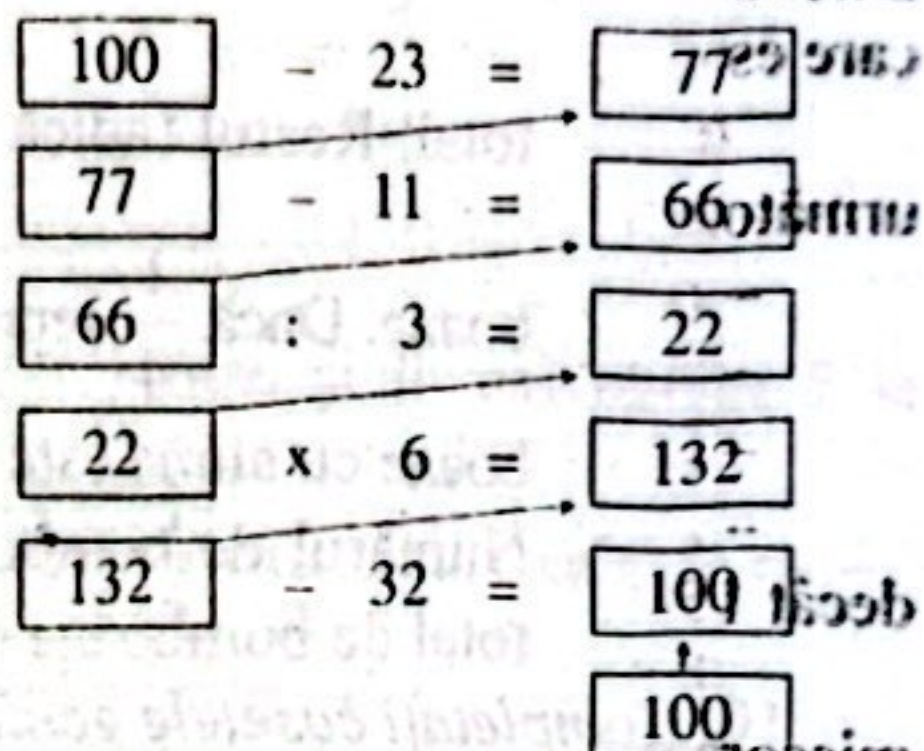 100 – 23 = 77
77 – 11 = 66
66 : 3 = 22
22 x 6 = 132
132 – 32 = 100
100